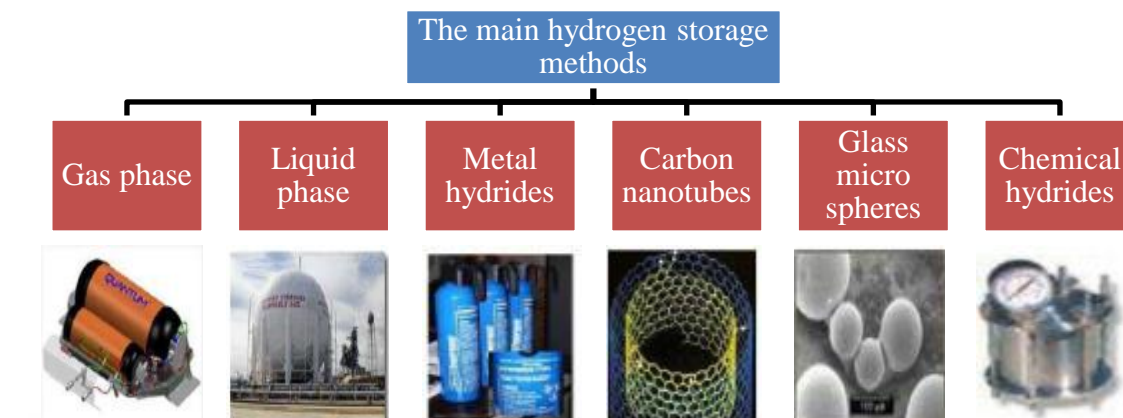 The main hydrogen storage
methods
Gas phase
Liquid
phase
Metal
hydrides
Carbon
nanotubes
Glass
micro
spheres
Chemical
hydrides
QUANTUM